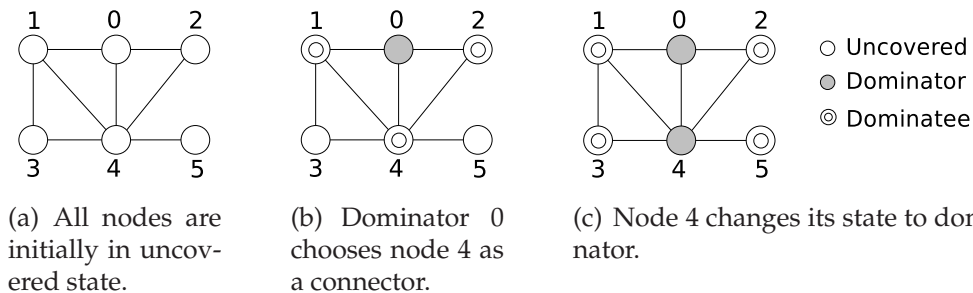 1 0 2
3 4 5
1 0 2
3 4 5
1 0 2
3 4 5
Uncovered
Dominator
Dominatee
(a) All nodes are
initially in uncov-
ered state.
(b) Dominator 0
chooses node 4 as
a connector.
(c) Node 4 changes its state to dom
nator.